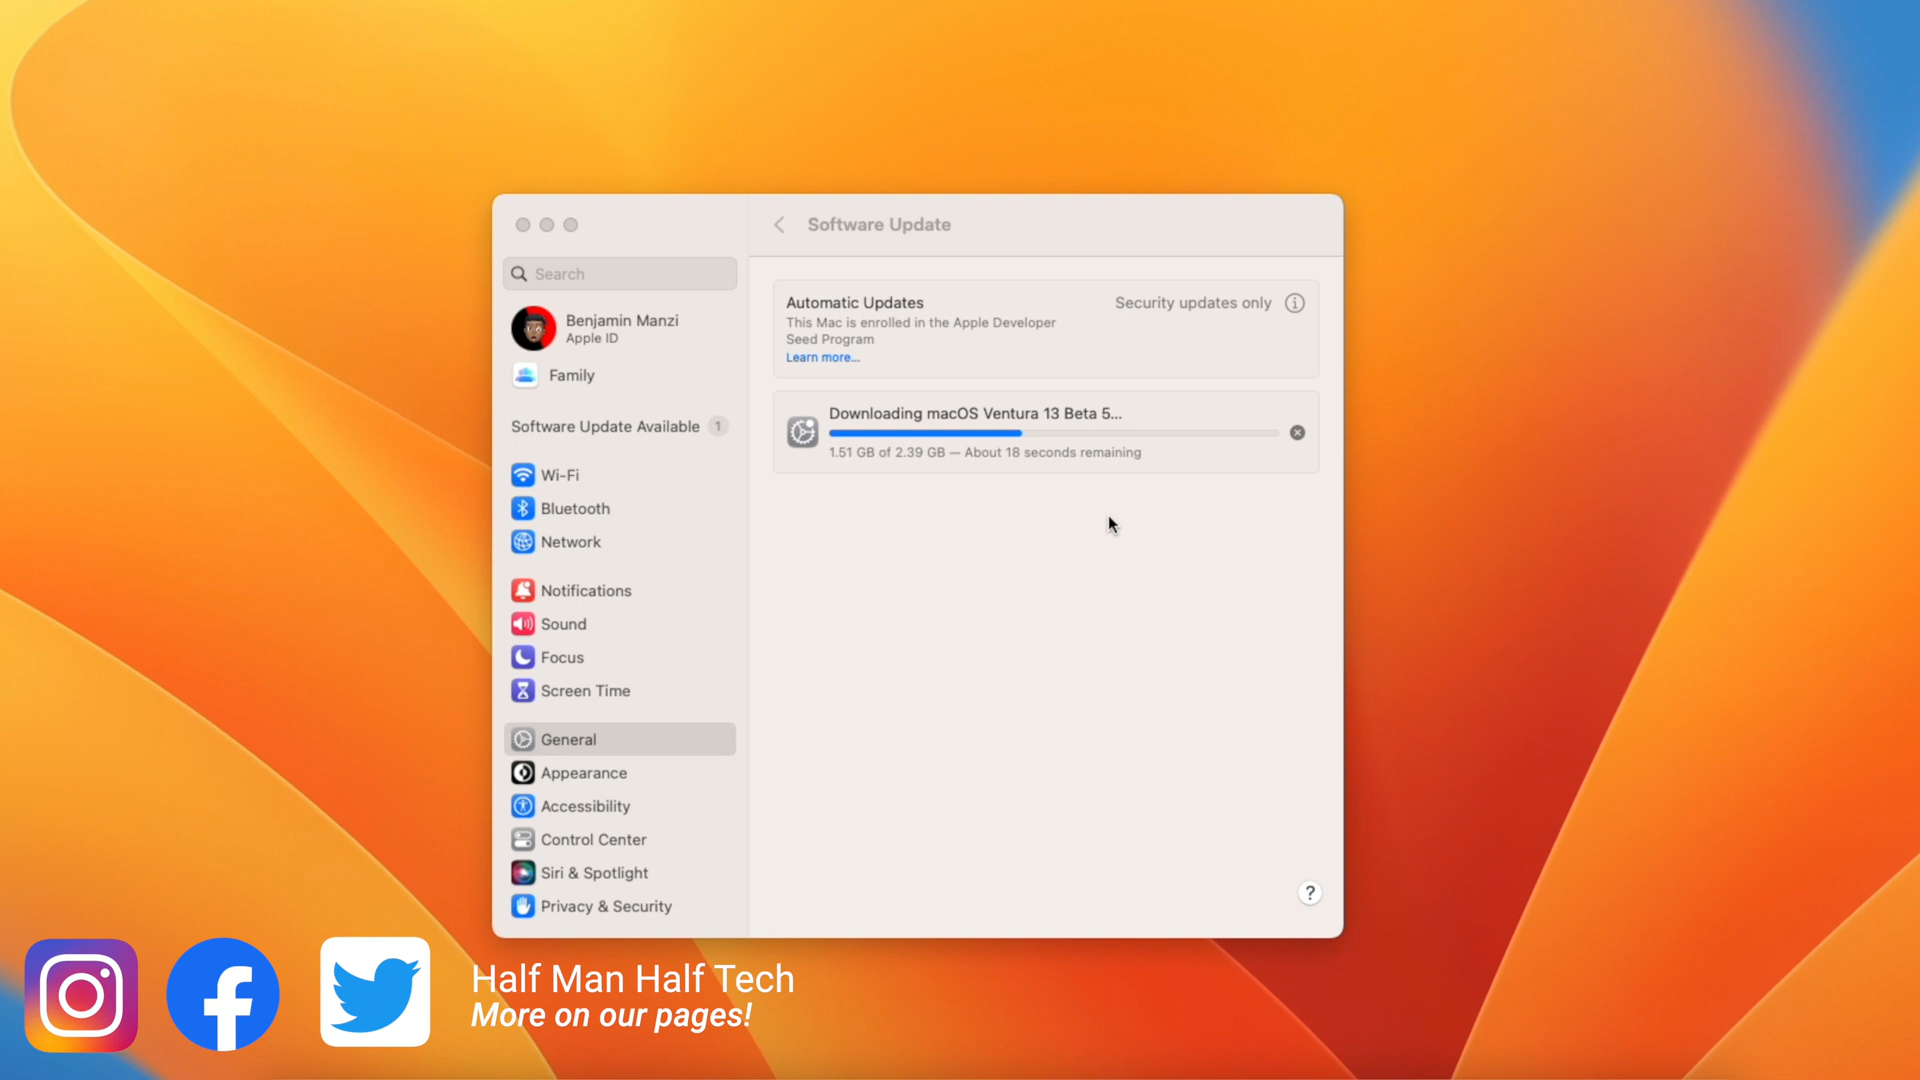 Software Update
Search
Benjamin Manzi
Apple ID
Family
Software Update Available 1
Wi-Fi
Bluetooth
Network
Notifications
Sound
Focus
Screen Time
General
Appearance
Accessibility
Control Center
Siri & Spotlight
Privacy & Security
Automatic Updates
Security updates only
This Mac is enrolled in the Apple Developer
Seed Program
Learn more...
Downloading macOS Ventura 13 Beta 5...
1.51 GB of 2.39 GB — About 18 seconds remaining
?
Half Man Half Tech
More on our pages!